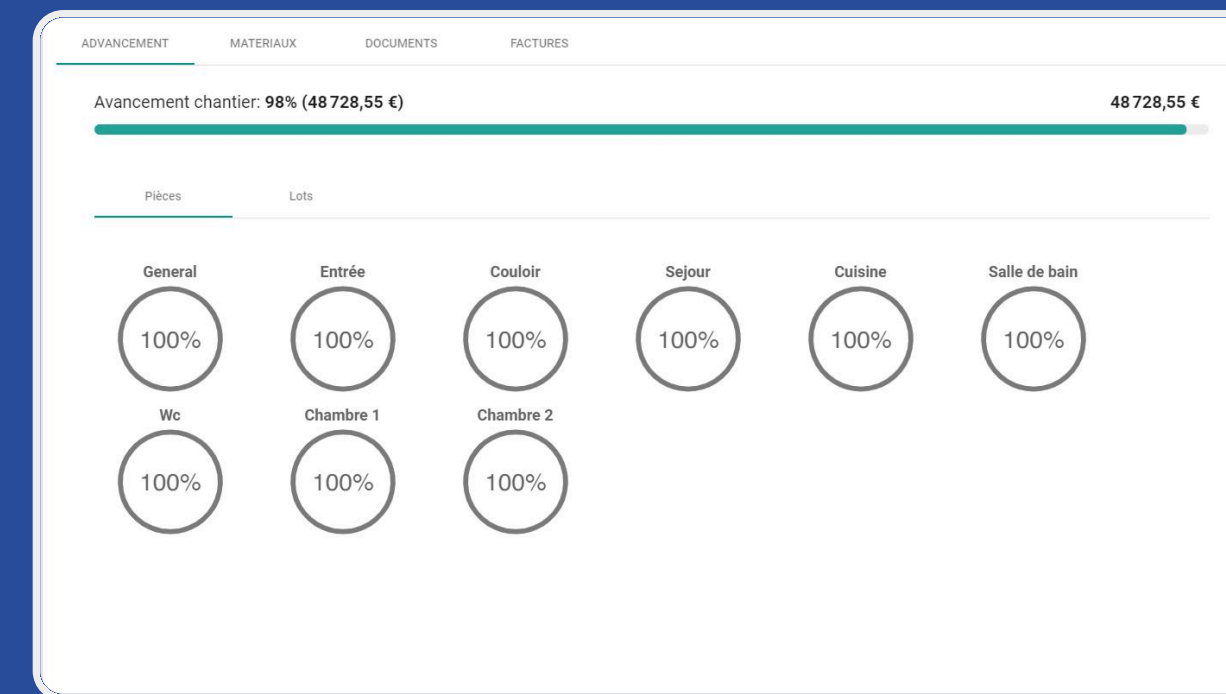 ADVANCEMENT MATERIAUX DOCUMENTS FACTURES
Avancement chantier: 98% (48 728,55 €) 48 728,55 €
Pièces Lots
General Entrée Couloir Sejour Cuisine Salle de bain
100% 100% 100% 100% 100% 100%
Wc Chambre 1 Chambre 2
100% 100% 100%